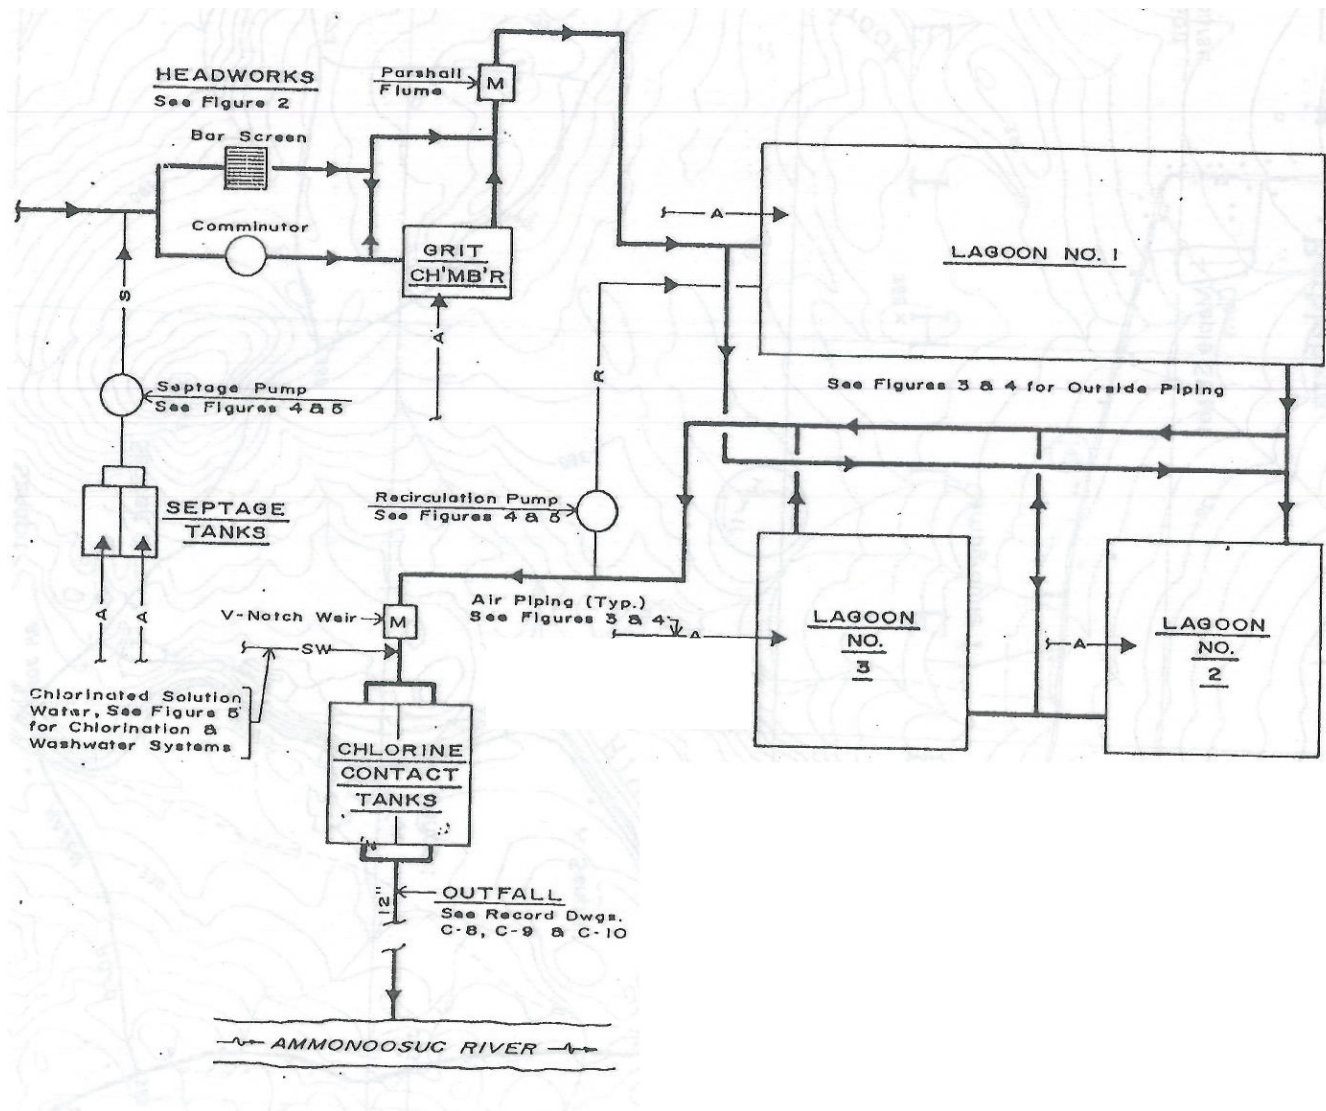 HEADWORKS
See Figure 2
Bar Screen
Comminutor
Parshall
Flume
M
GRIT
CH'MB'R
A
S
Septage Pump
See Figures 4 & 5
SEPTAGE
TANKS
A
A
A
LAGOON NO. 1
See Figures 3 & 4 for Outside Piping
R
Recirculation Pump
See Figures 4 & 5
Air Piping (Typ.)
See Figures 3 & 4
A
LAGOON
NO.
3
A
LAGOON
NO.
2
V-Notch Weir
M
SW
Chlorinated Solution
Water, See Figure 5
for Chlorination &
Washwater Systems
CHLORINE
CONTACT
TANKS
12"
OUTFALL
See Record Dwgs.
C-8, C-9 & C-10
AMMONOOSUC RIVER